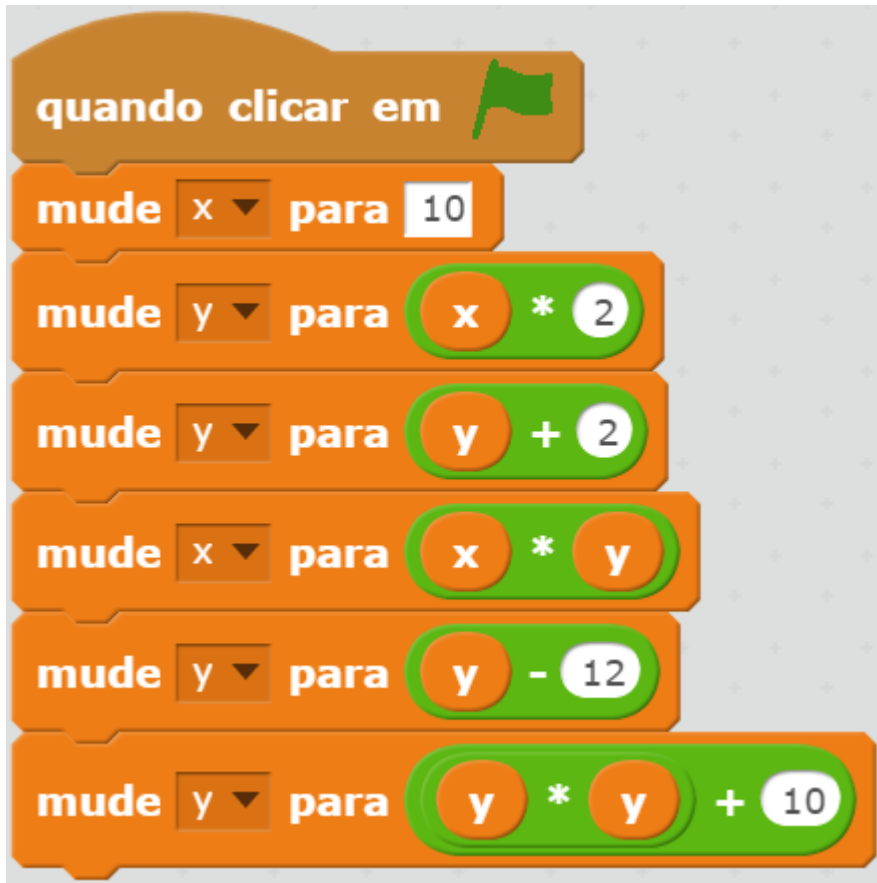 quando clicar em
mude x para 10
mude y para x * 2
mude y para y + 2
mude x para x * y
mude y para y - 12
mude y para y * y + 10